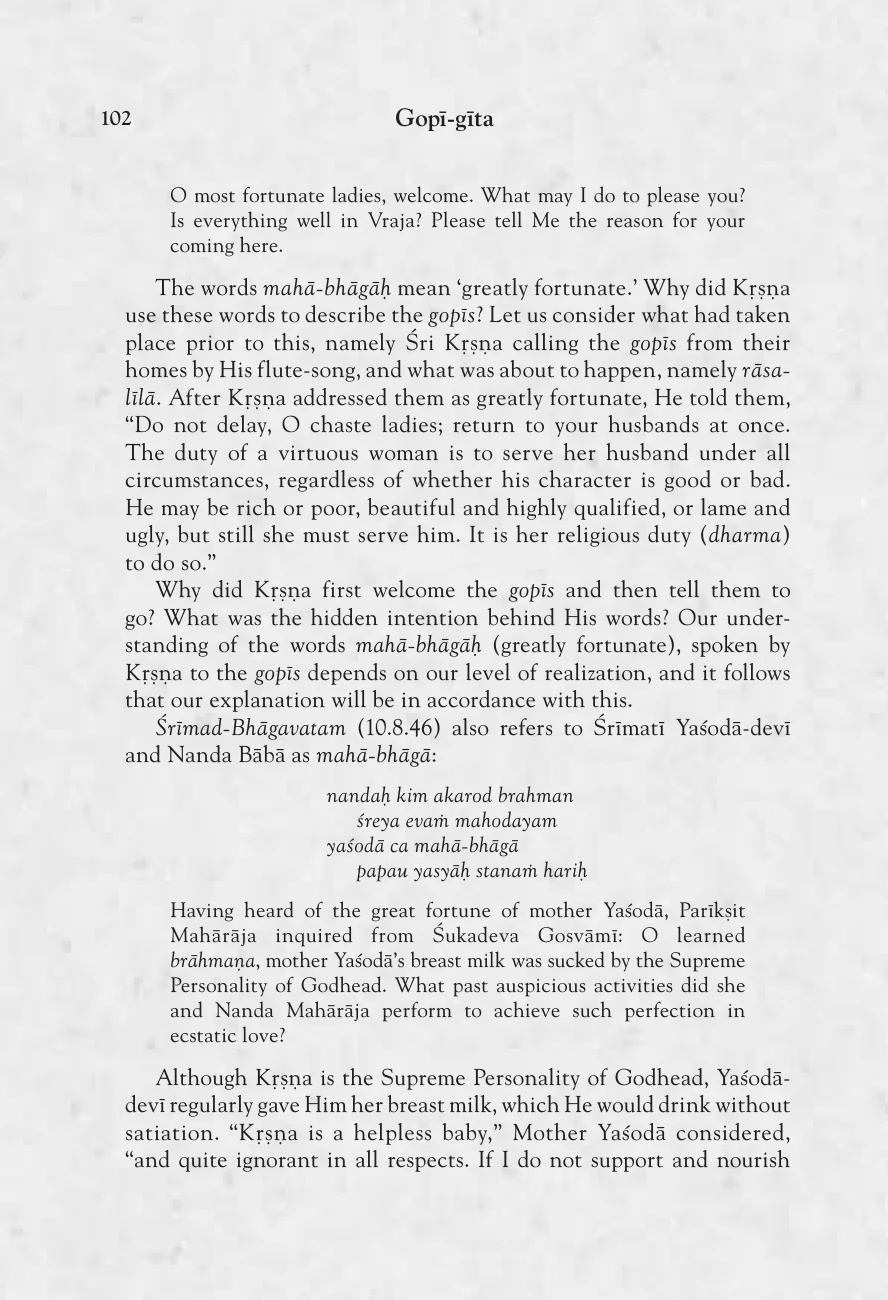 102
Gopī-gīta
O most fortunate ladies, welcome. What may I do to please you?
Is everything well in Vraja? Please tell Me the reason for your
coming here.
The words mahā-bhāgāḥ mean ‘greatly fortunate.’ Why did Kṛṣṇa
use these words to describe the gopīs? Let us consider what had taken
place prior to this, namely Śri Kṛṣṇa calling the gopīs from their
homes by His flute-song, and what was about to happen, namely rāsa-
līlā. After Kṛṣṇa addressed them as greatly fortunate, He told them,
“Do not delay, O chaste ladies; return to your husbands at once.
The duty of a virtuous woman is to serve her husband under all
circumstances, regardless of whether his character is good or bad.
He may be rich or poor, beautiful and highly qualified, or lame and
ugly, but still she must serve him. It is her religious duty (dharma)
to do so.”
Why did Kṛṣṇa first welcome the gopīs and then tell them to
go? What was the hidden intention behind His words? Our under-
standing of the words mahā-bhāgāḥ (greatly fortunate), spoken by
Kṛṣṇa to the gopīs depends on our level of realization, and it follows
that our explanation will be in accordance with this.
Śrīmad-Bhāgavatam (10.8.46) also refers to Śrīmatī Yaśodā-devī
and Nanda Bābā as mahā-bhāgā:
nandaḥ kim akarod brahman
śreya evaṁ mahodayam
yaśodā ca mahā-bhāgā
papau yasyāḥ stanaṁ hariḥ
Having heard of the great fortune of mother Yaśodā, Parīkṣit
Mahārāja inquired from Śukadeva Gosvāmī: O learned
brāhmaṇa, mother Yaśodā’s breast milk was sucked by the Supreme
Personality of Godhead. What past auspicious activities did she
and Nanda Mahārāja perform to achieve such perfection in
ecstatic love?
Although Kṛṣṇa is the Supreme Personality of Godhead, Yaśodā-
devī regularly gave Him her breast milk, which He would drink without
satiation. “Kṛṣṇa is a helpless baby,” Mother Yaśodā considered,
“and quite ignorant in all respects. If I do not support and nourish